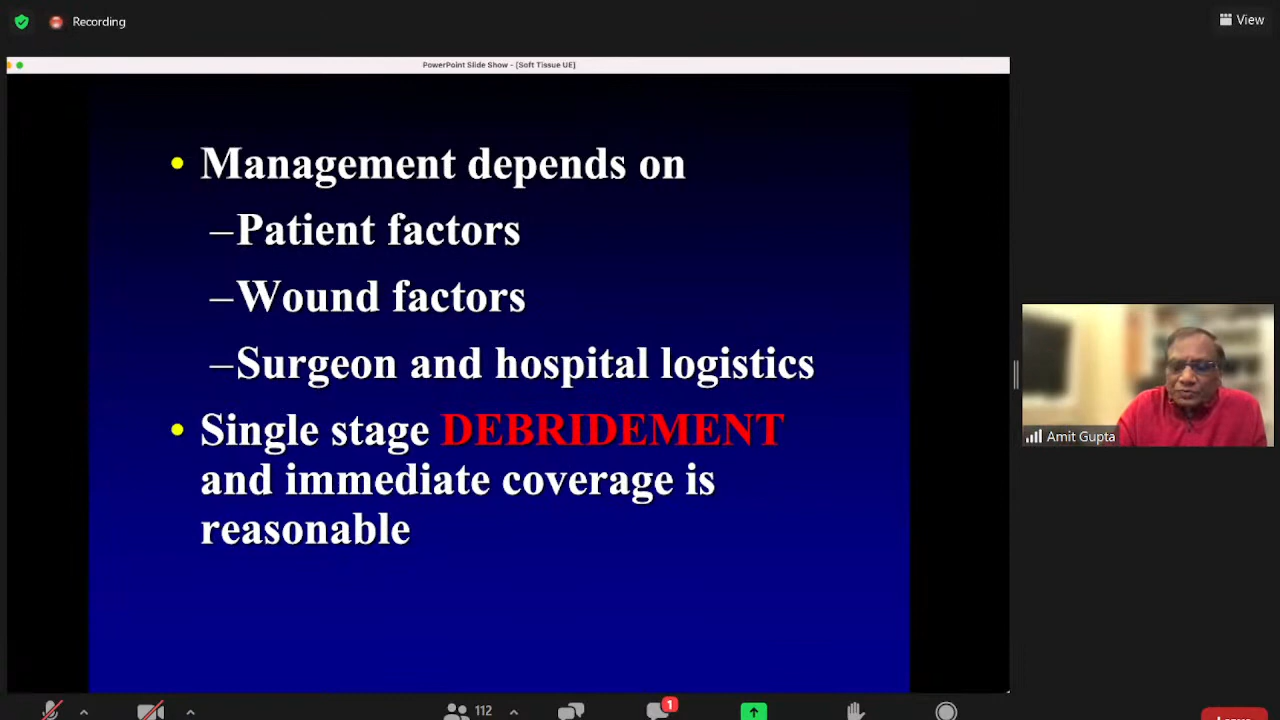 Recording
View
PowerPoint Slide Show - [Soft Tissue UE]
• Management depends on
–Patient factors
–Wound factors
–Surgeon and hospital logistics
• Single stage DEBRIDEMENT
and immediate coverage is
reasonable
Amit Gupta
112
1